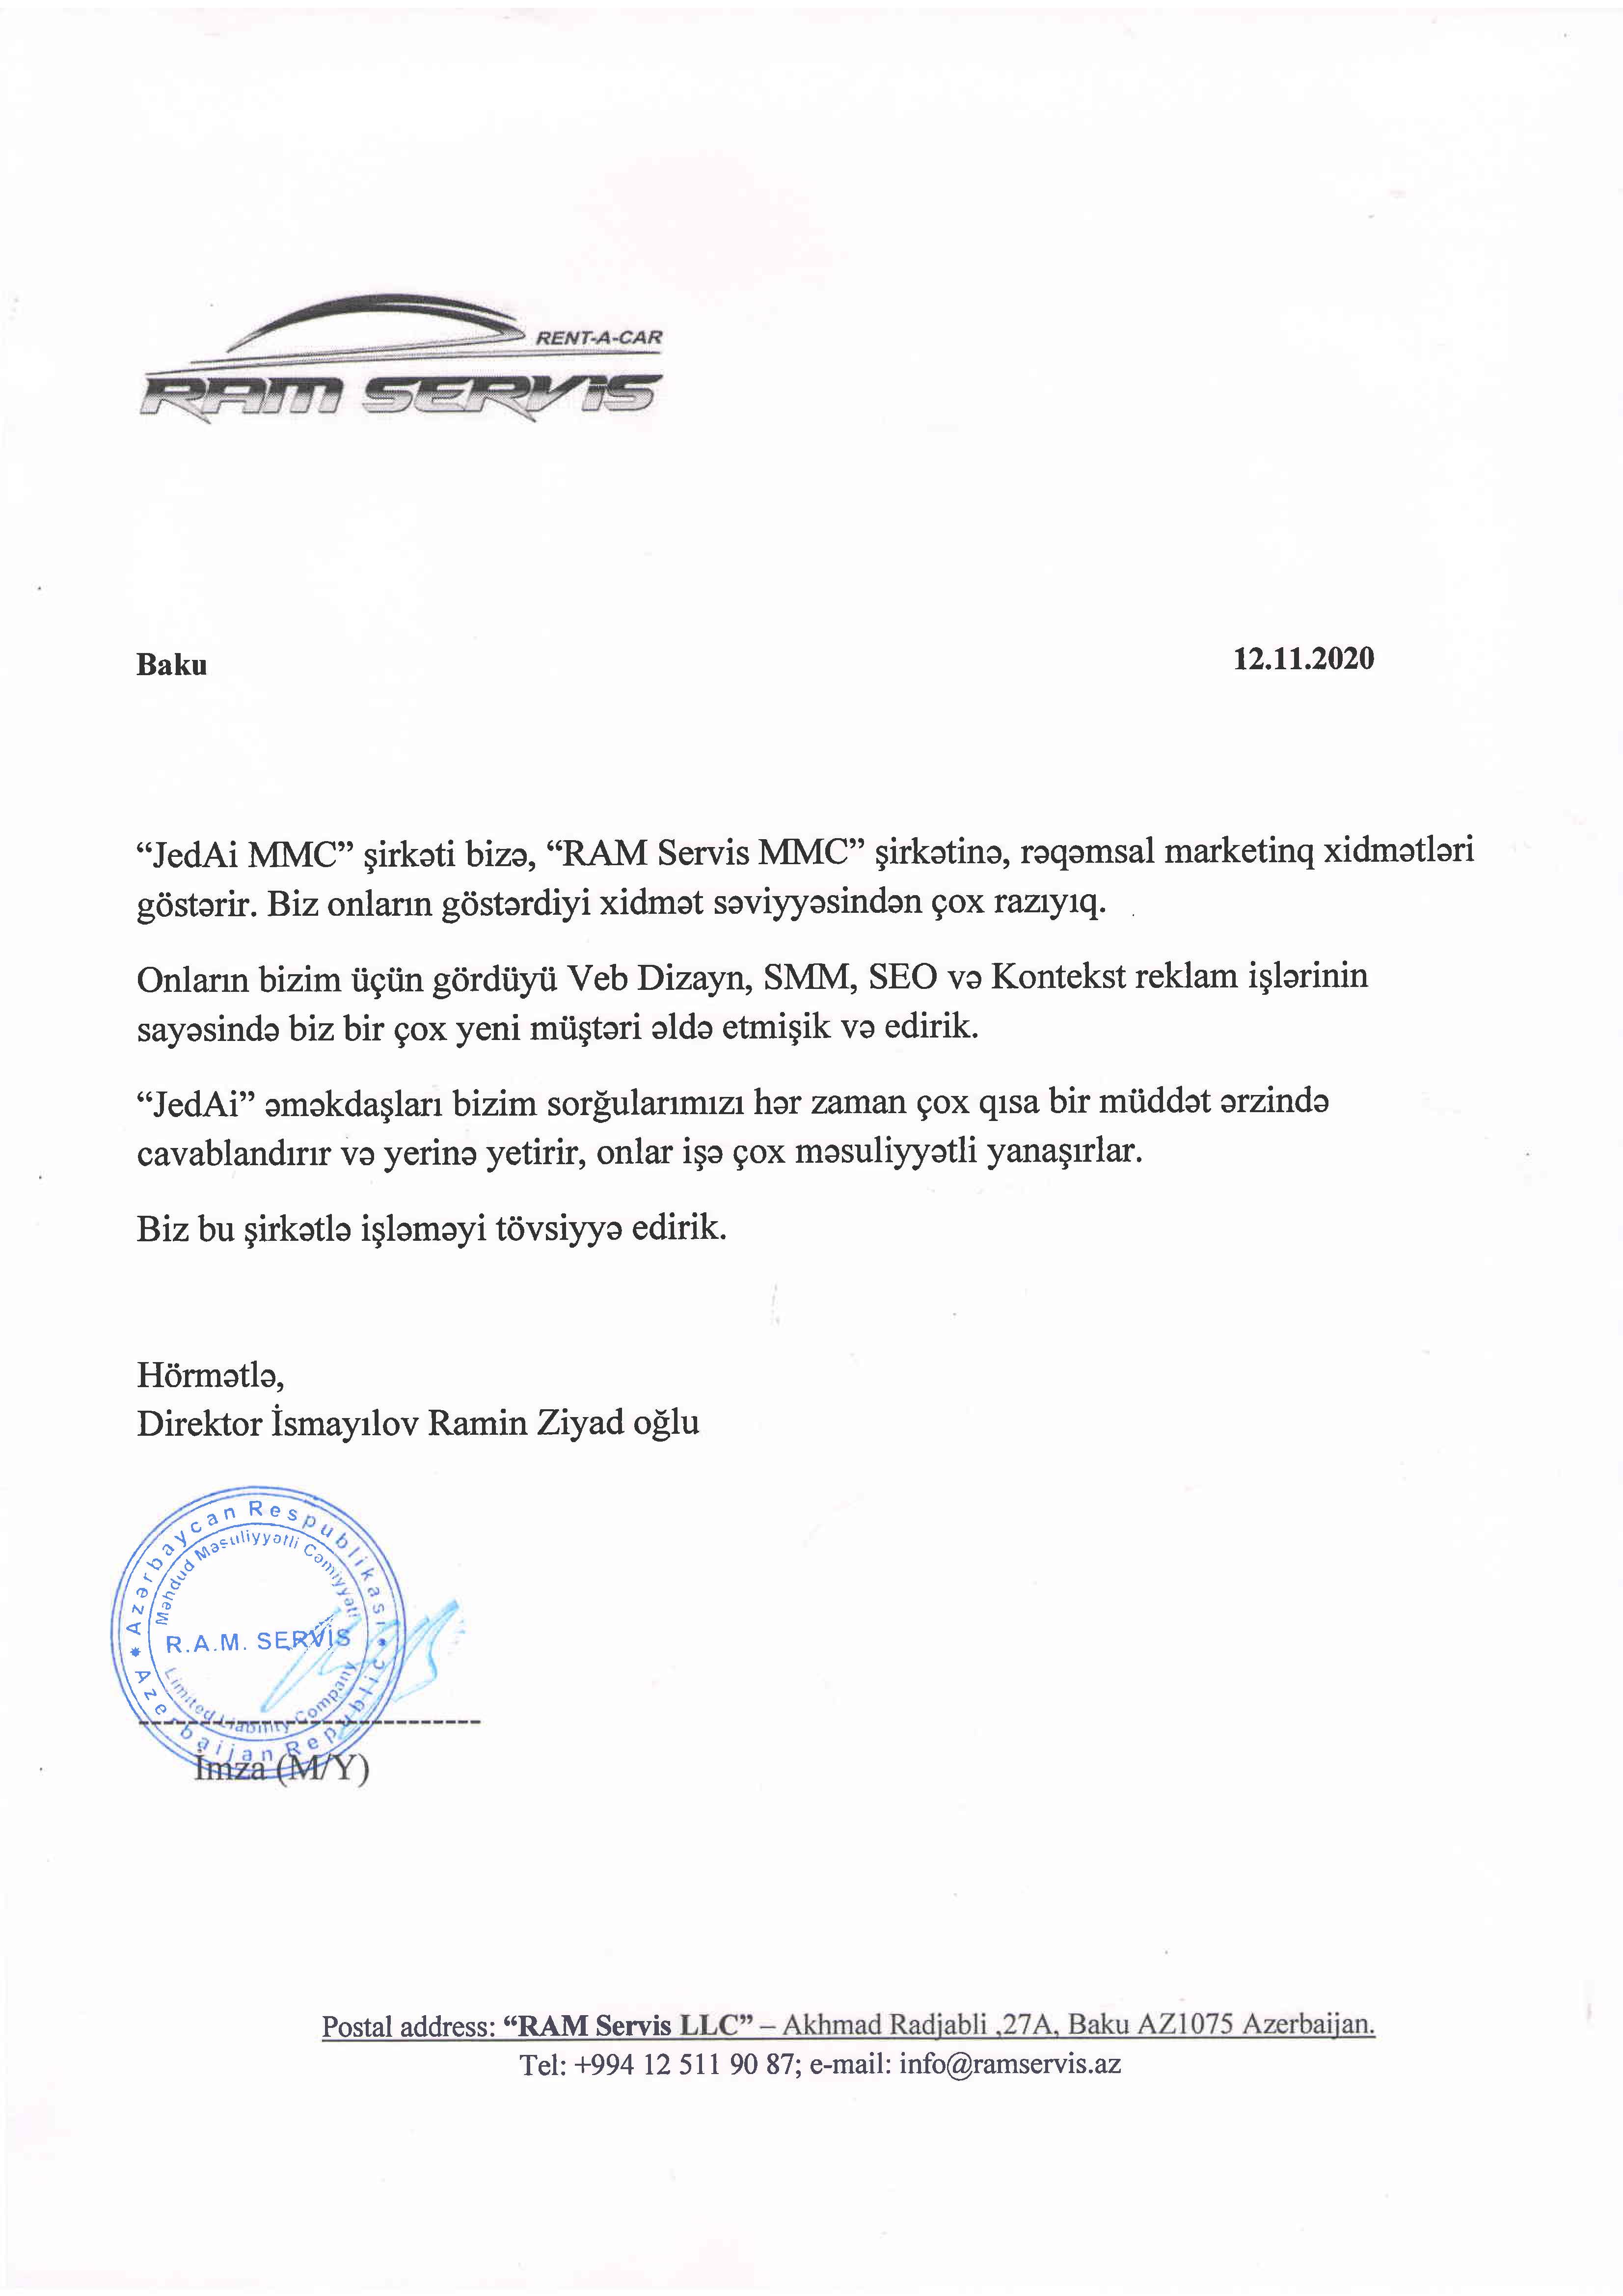 RENT-A-CAR
RAM SERVIS
Baku 12.11.2020
“JedAi MMC” şirkəti bizə, “RAM Servis MMC” şirkətinə, rəqəmsal marketinq xidmətləri
göstərir. Biz onların göstərdiyi xidmət səviyyəsindən çox razıyıq.
Onların bizim üçün gördüyü Veb Dizayn, SMM, SEO və Kontekst reklam işlərinin
sayəsində biz bir çox yeni müştəri əldə etmişik və edirik.
“JedAi” əməkdaşları bizim sorğularımızı hər zaman çox qısa bir müddət ərzində
cavablandırır və yerinə yetirir, onlar işə çox məsuliyyətli yanaşırlar.
Biz bu şirkətlə işləməyi tövsiyyə edirik.
Hörmətlə,
Direktor İsmayılov Ramin Ziyad oğlu
Azərbaycan Respublikası
Məhdud Məsuliyyətli Cəmiyyəti
R.A.M. SERVİS
Limited Liability Company
Azerbaijan Republic
İmza (M/Y)
Postal address: “RAM Servis LLC” – Akhmad Radjabli ,27A, Baku AZ1075 Azerbaijan.
Tel: +994 12 511 90 87; e-mail: info@ramservis.az